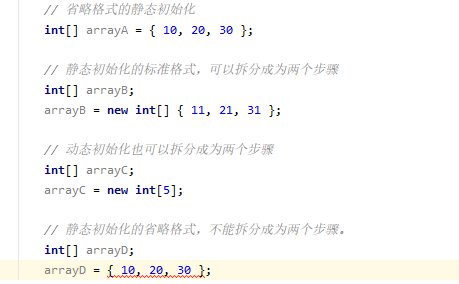 // 省略格式的静态初始化
int[] arrayA = { 10, 20, 30 };
// 静态初始化的标准格式，可以拆分成为两个步骤
int[] arrayB;
arrayB = new int[] { 11, 21, 31 };
// 动态初始化也可以拆分成为两个步骤
int[] arrayC;
arrayC = new int[5];
// 静态初始化的省略格式，不能拆分成为两个步骤。
int[] arrayD;
arrayD = { 10, 20, 30 };